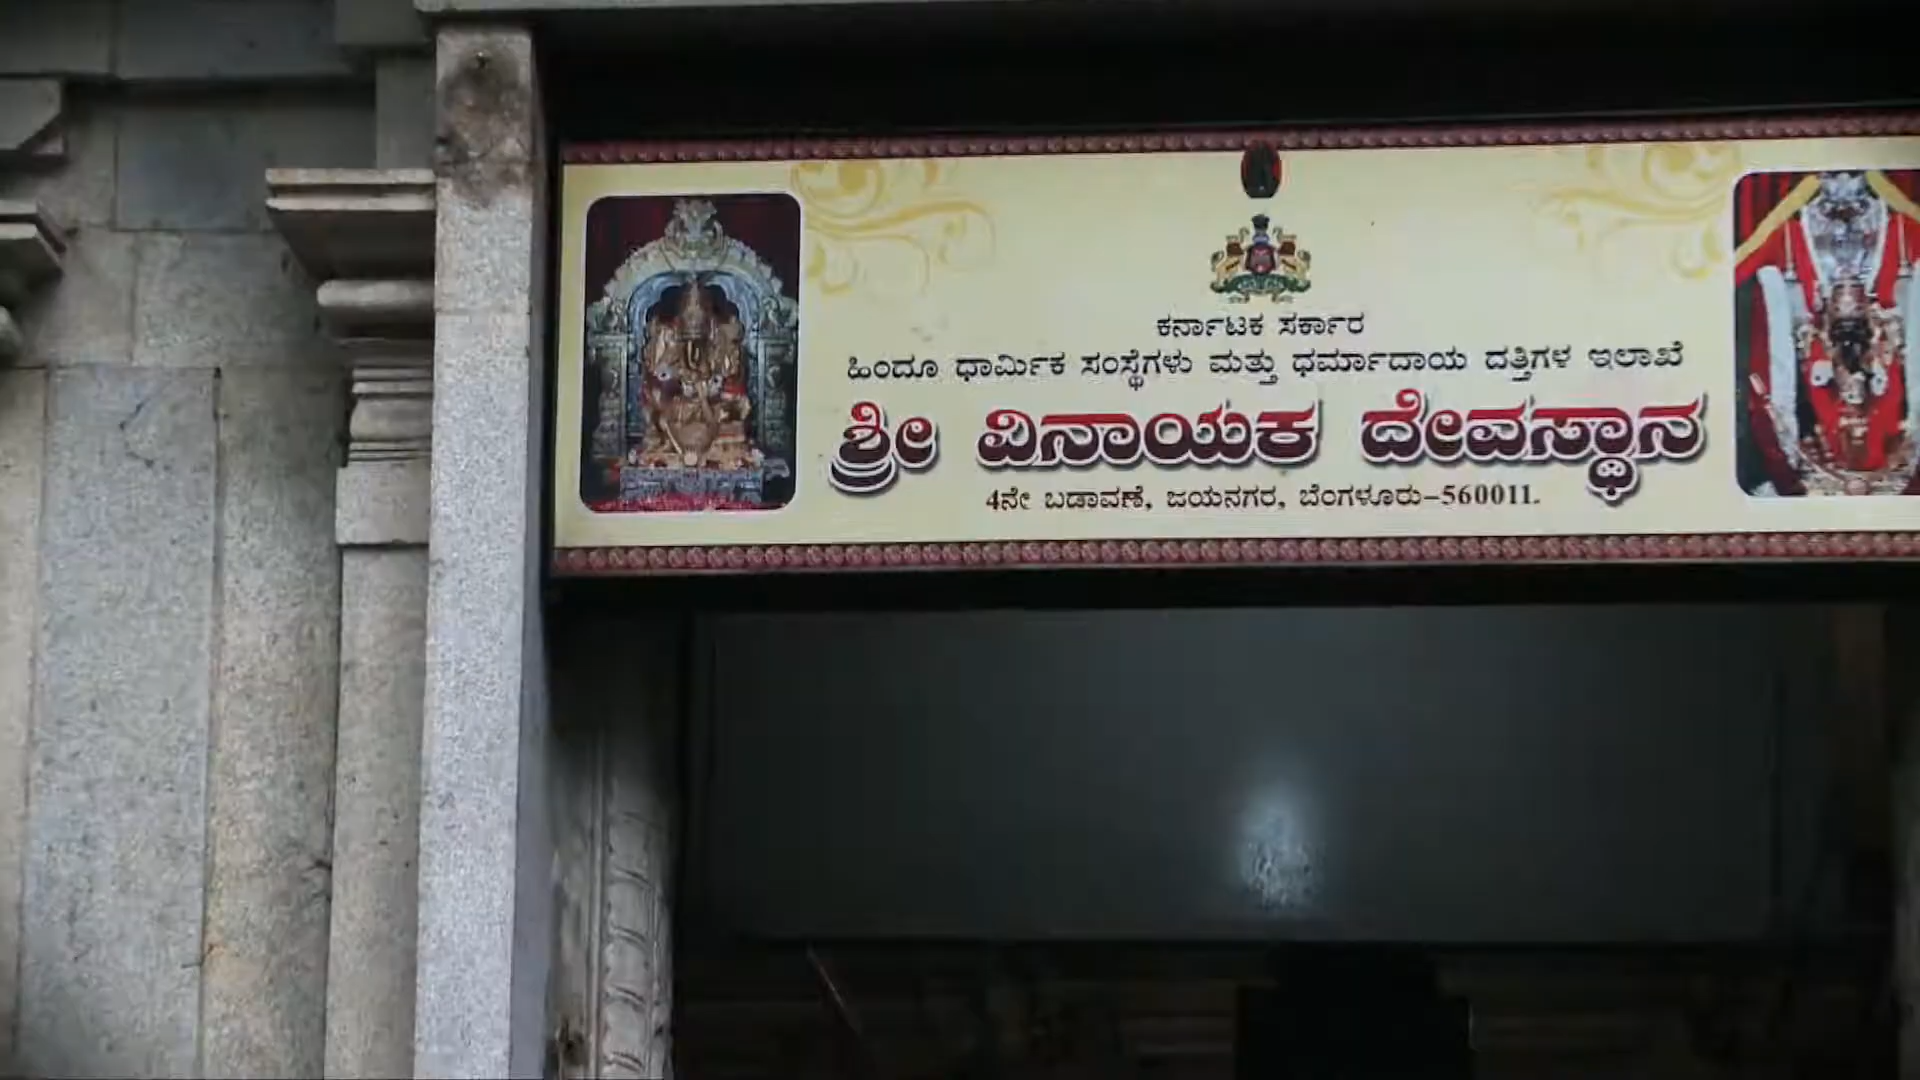 ಕರ್ನಾಟಕ ಸರ್ಕಾರ
ಹಿಂದೂ ಧಾರ್ಮಿಕ ಸಂಸ್ಥೆಗಳು ಮತ್ತು ಧರ್ಮಾದಾಯ ದತ್ತಿಗಳ ಇಲಾಖೆ
ಶ್ರೀ ವಿನಾಯಕ ದೇವಸ್ಥಾನ
4ನೇ ಬಡಾವಣೆ, ಜಯನಗರ, ಬೆಂಗಳೂರು-560011.